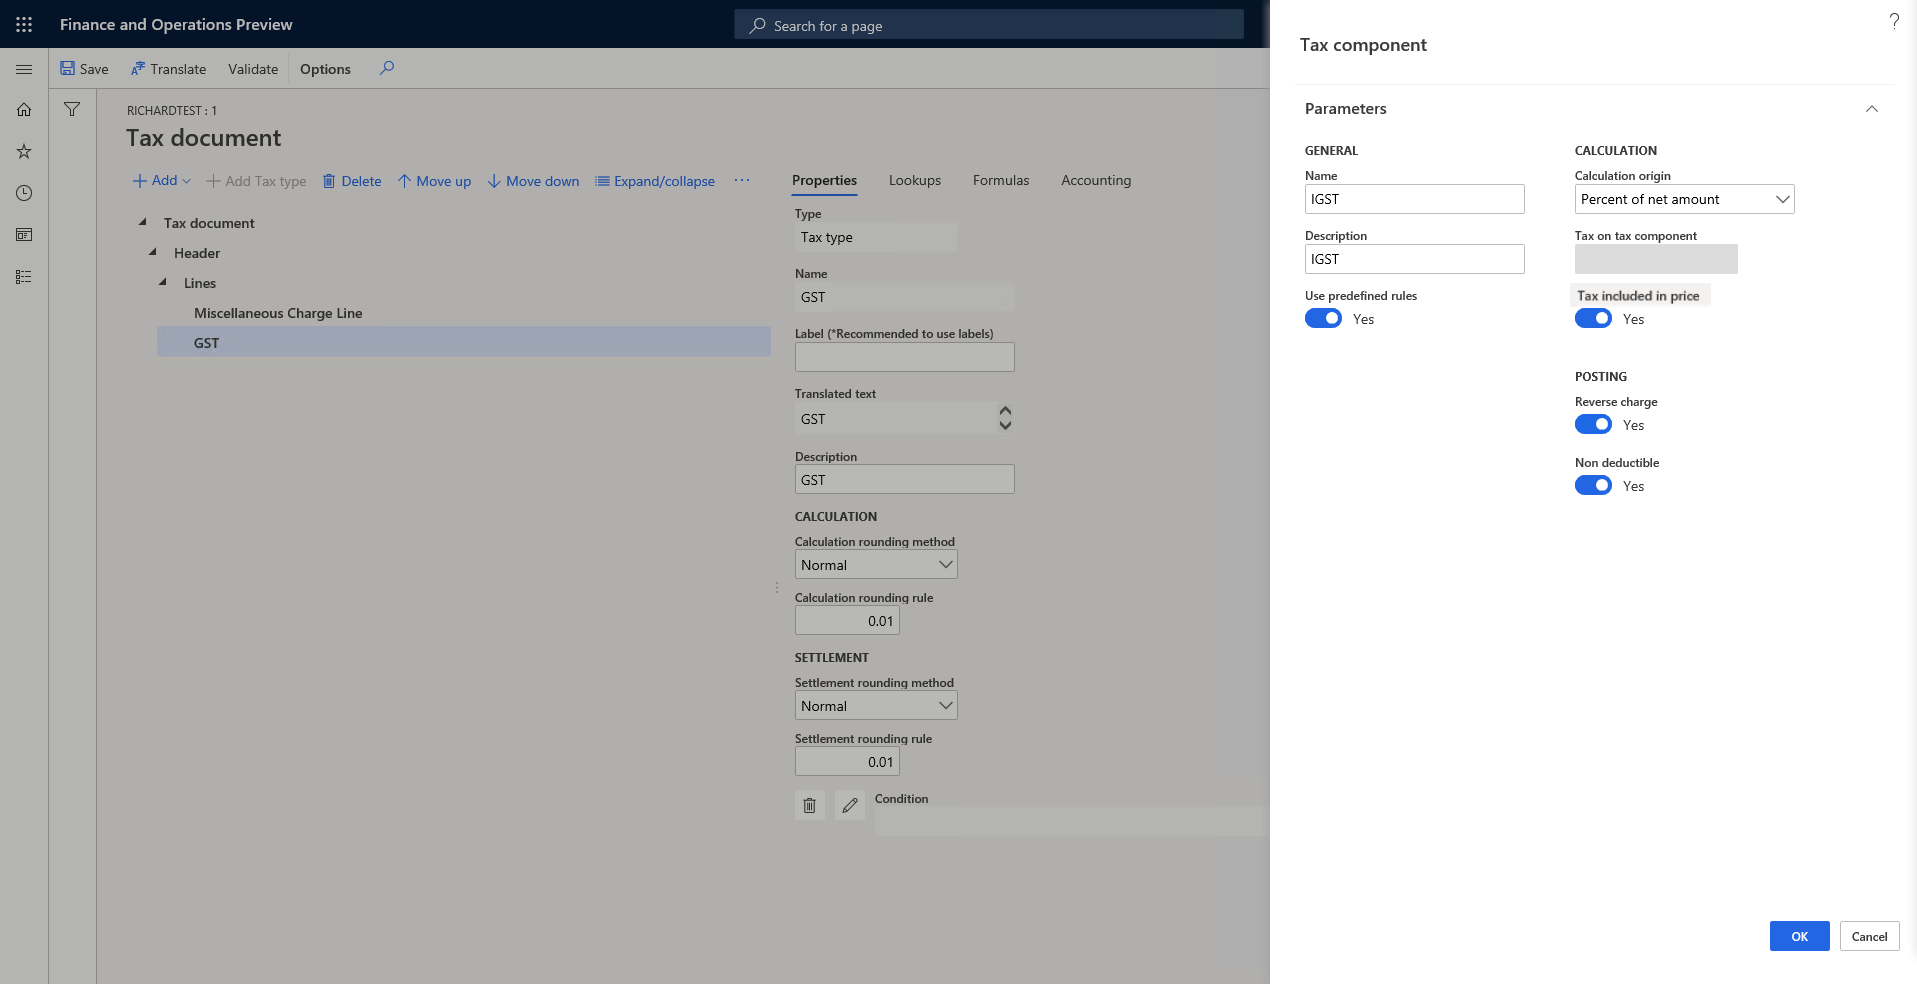 Finance and Operations Preview
Search for a page
?
Save
Translate
Validate
Options
RICHARDTEST : 1
Tax document
+ Add
+ Add Tax type
Delete
Move up
Move down
Expand/collapse
...
Tax document
Header
Lines
Miscellaneous Charge Line
GST
Properties
Lookups
Formulas
Accounting
Type
Tax type
Name
GST
Label (*Recommended to use labels)
Translated text
GST
Description
GST
CALCULATION
Calculation rounding method
Normal
Calculation rounding rule
0.01
SETTLEMENT
Settlement rounding method
Normal
Settlement rounding rule
0.01
Condition
Tax component
Parameters
GENERAL
Name
IGST
Description
IGST
Use predefined rules
Yes
CALCULATION
Calculation origin
Percent of net amount
Tax on tax component
Tax included in price
Yes
POSTING
Reverse charge
Yes
Non deductible
Yes
OK
Cancel